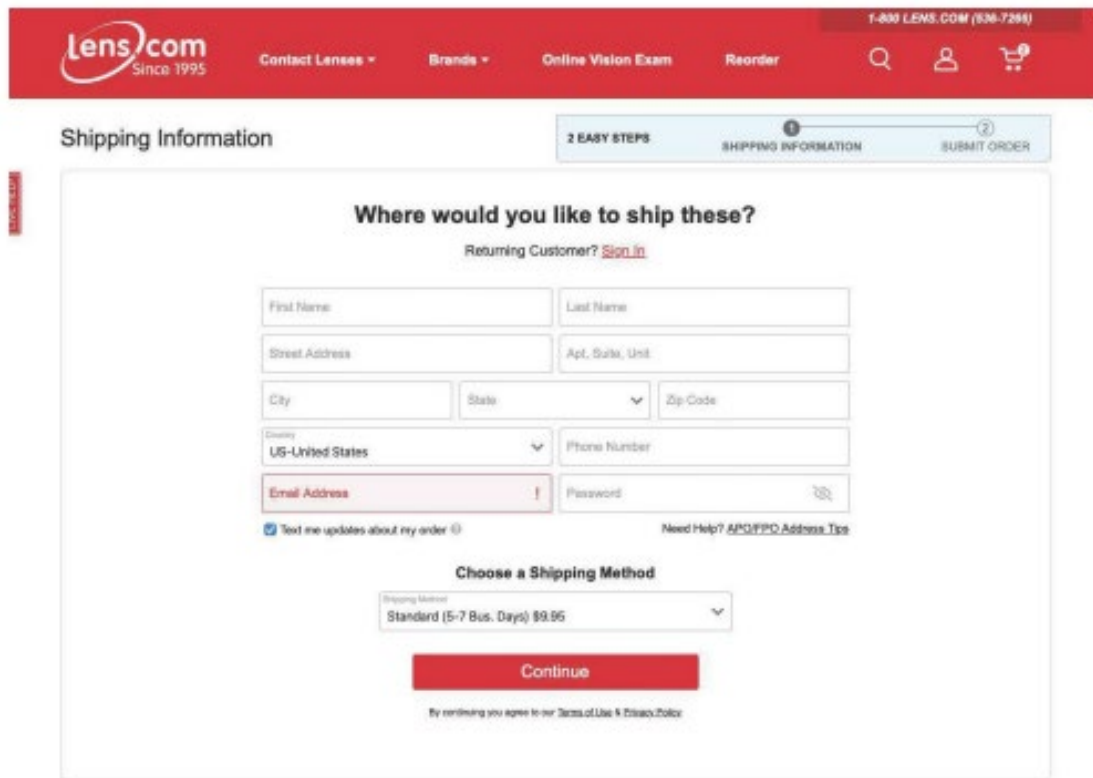 1-800 LENS.COM (536-7266)
Lens.com
Since 1995
Contact Lenses
Brands
Online Vision Exam
Reorder
2
Shipping Information
2 EASY STEPS
1
SHIPPING INFORMATION
2
SUBMIT ORDER
Where would you like to ship these?
Returning Customer? Sign In
First Name
Last Name
Street Address
Apt, Suite, Unit
City
State
Zip Code
Country
US-United States
Phone Number
Email Address !
Password
Text me updates about my order
Need Help? APO/FPO Address Tips
Choose a Shipping Method
Shipping Method
Standard (5-7 Bus. Days) $9.95
Continue
By continuing you agree to our Terms of Use & Privacy Policy